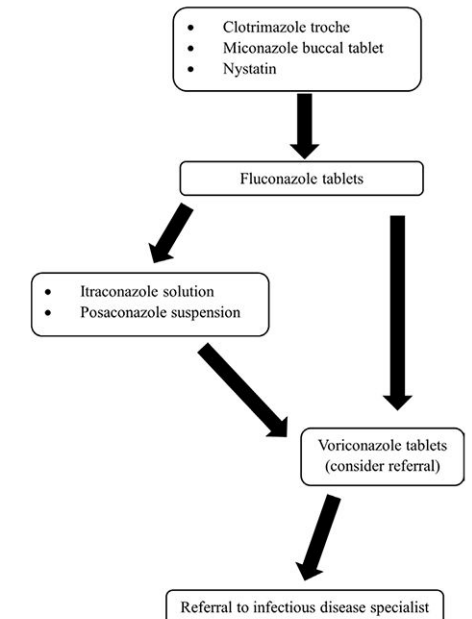 • Clotrimazole troche
• Miconazole buccal tablet
• Nystatin
Fluconazole tablets
• Itraconazole solution
• Posaconazole suspension
Voriconazole tablets
(consider referral)
Referral to infectious disease specialist